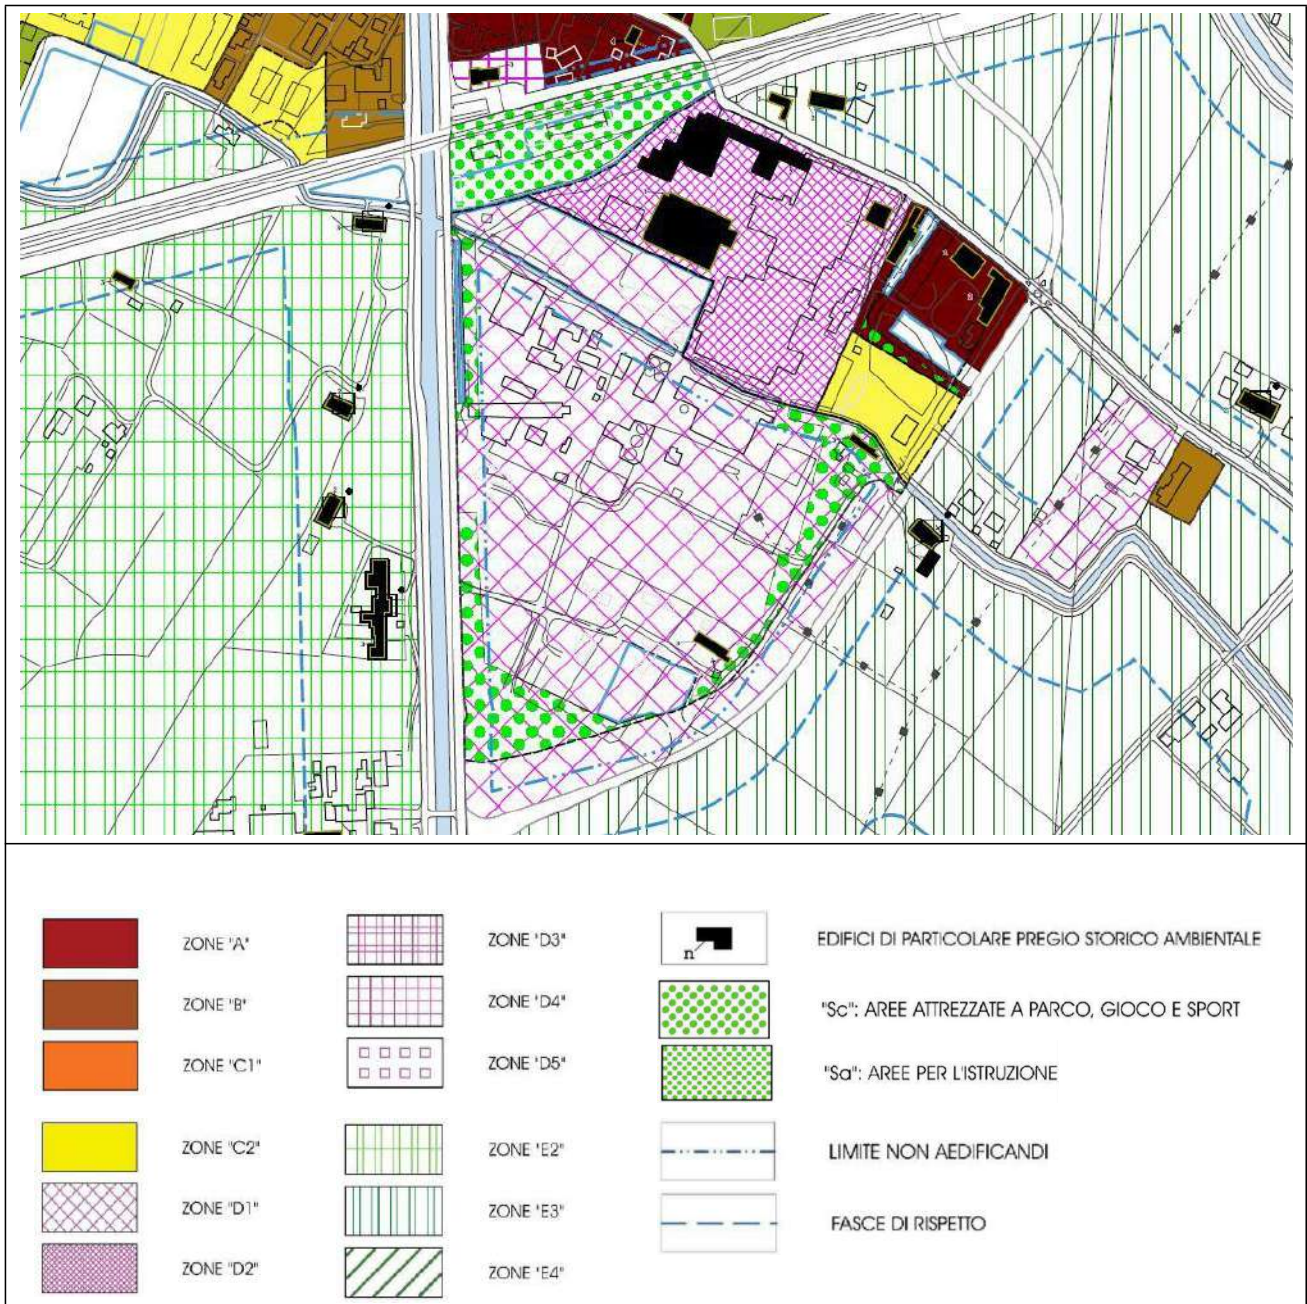 ZONE "A"
ZONE "B"
ZONE "C1"
ZONE "C2"
ZONE "D1"
ZONE "D2"
ZONE "D3"
ZONE "D4"
ZONE "D5"
ZONE "E2"
ZONE "E3"
ZONE "E4"
n
EDIFICI DI PARTICOLARE PREGIO STORICO AMBIENTALE
"Sc": AREE ATTREZZATE A PARCO, GIOCO E SPORT
"Sa": AREE PER L'ISTRUZIONE
LIMITE NON AEDIFICANDI
FASCE DI RISPETTO